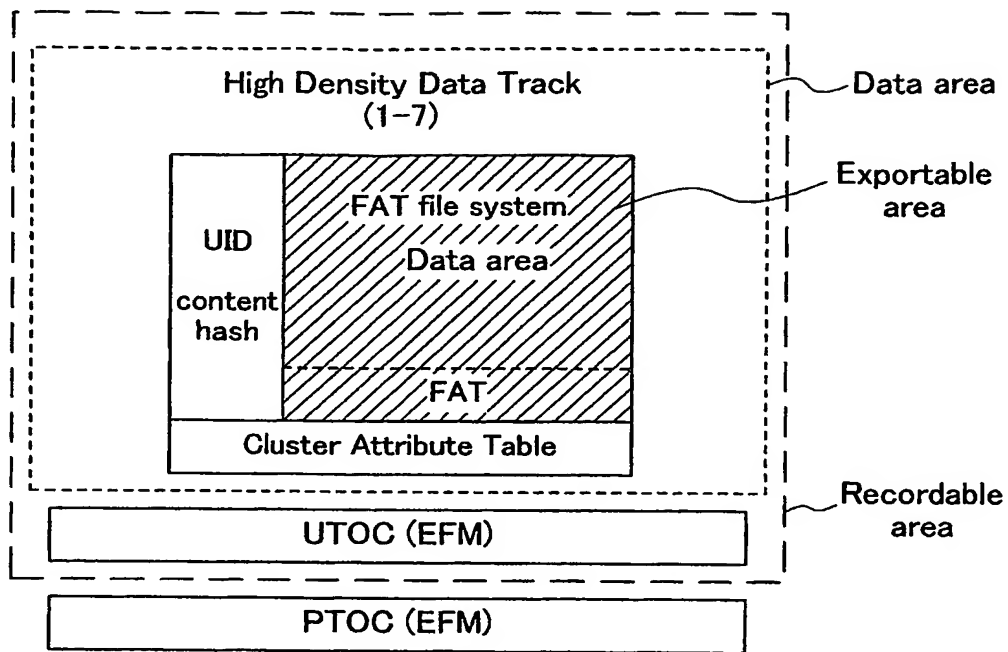 High Density Data Track
(1-7)
Data area
Exportable
area
FAT file system
Data area
UID
content
hash
FAT
Cluster Attribute Table
Recordable
area
UTOC (EFM)
PTOC (EFM)